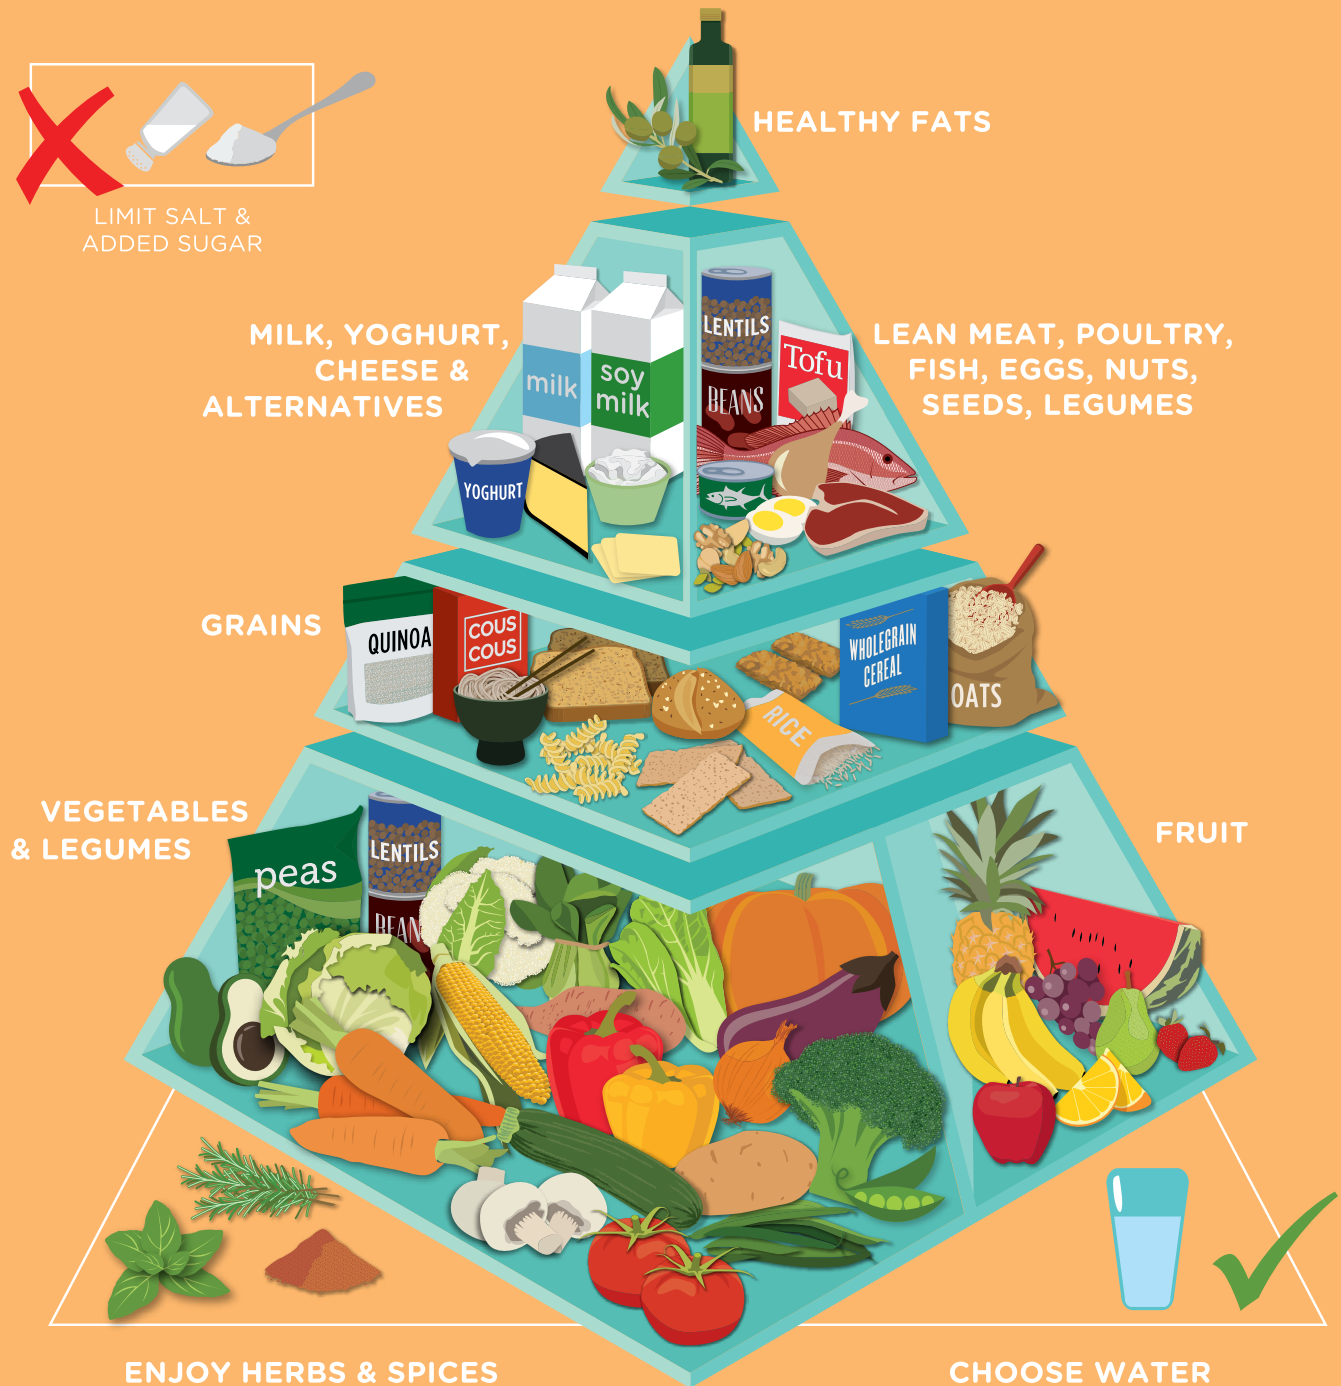 HEALTHY FATS
LIMIT SALT &
ADDED SUGAR
MILK, YOGHURT,
CHEESE &
ALTERNATIVES
LEAN MEAT, POULTRY,
FISH, EGGS, NUTS,
SEEDS, LEGUMES
milk
soy
milk
YOGHURT
LENTILS
BEANS
Tofu
GRAINS
QUINOA
COUS
COUS
RICE
WHOLEGRAIN
CEREAL
OATS
VEGETABLES
& LEGUMES
FRUIT
peas
LENTILS
BEAN
ENJOY HERBS & SPICES
CHOOSE WATER